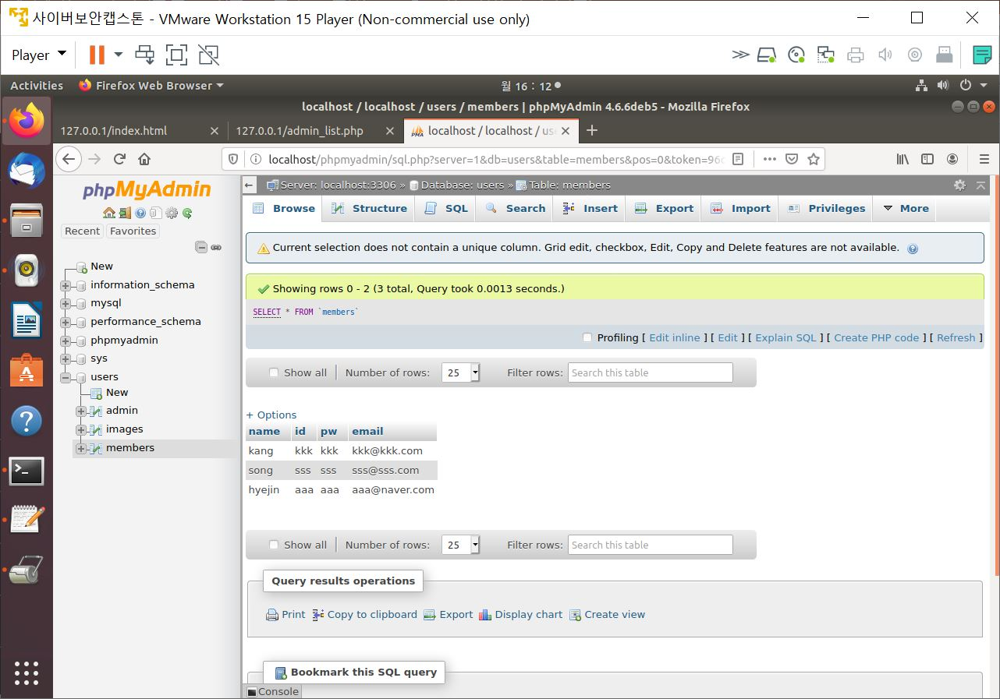 사이버보안캡스톤 - VMware Workstation 15 Player (Non-commercial use only)
Player
Activities Firefox Web Browser 월 16 : 12
localhost / localhost / users / members | phpMyAdmin 4.6.6deb5 - Mozilla Firefox
127.0.0.1/index.html 127.0.0.1/admin_list.php localhost / localhost / us
localhost/phpmyadmin/sql.php?server=1&db=users&table=members&pos=0&token=96
phpMyAdmin
Recent Favorites
New
information_schema
mysql
performance_schema
phpmyadmin
sys
users
New
admin
images
members
Server: localhost:3306 » Database: users » Table: members
Browse Structure SQL Search Insert Export Import Privileges More
Current selection does not contain a unique column. Grid edit, checkbox, Edit, Copy and Delete features are not available.
Showing rows 0 - 2 (3 total, Query took 0.0013 seconds.)
SELECT * FROM `members`
Profiling [ Edit inline ] [ Edit ] [ Explain SQL ] [ Create PHP code ] [ Refresh ]
Show all Number of rows: 25 Filter rows: Search this table
+ Options
name id pw email
kang kkk kkk kkk@kkk.com
song sss sss sss@sss.com
hyejin aaa aaa aaa@naver.com
Show all Number of rows: 25 Filter rows: Search this table
Query results operations
Print Copy to clipboard Export Display chart Create view
Bookmark this SQL query
Console